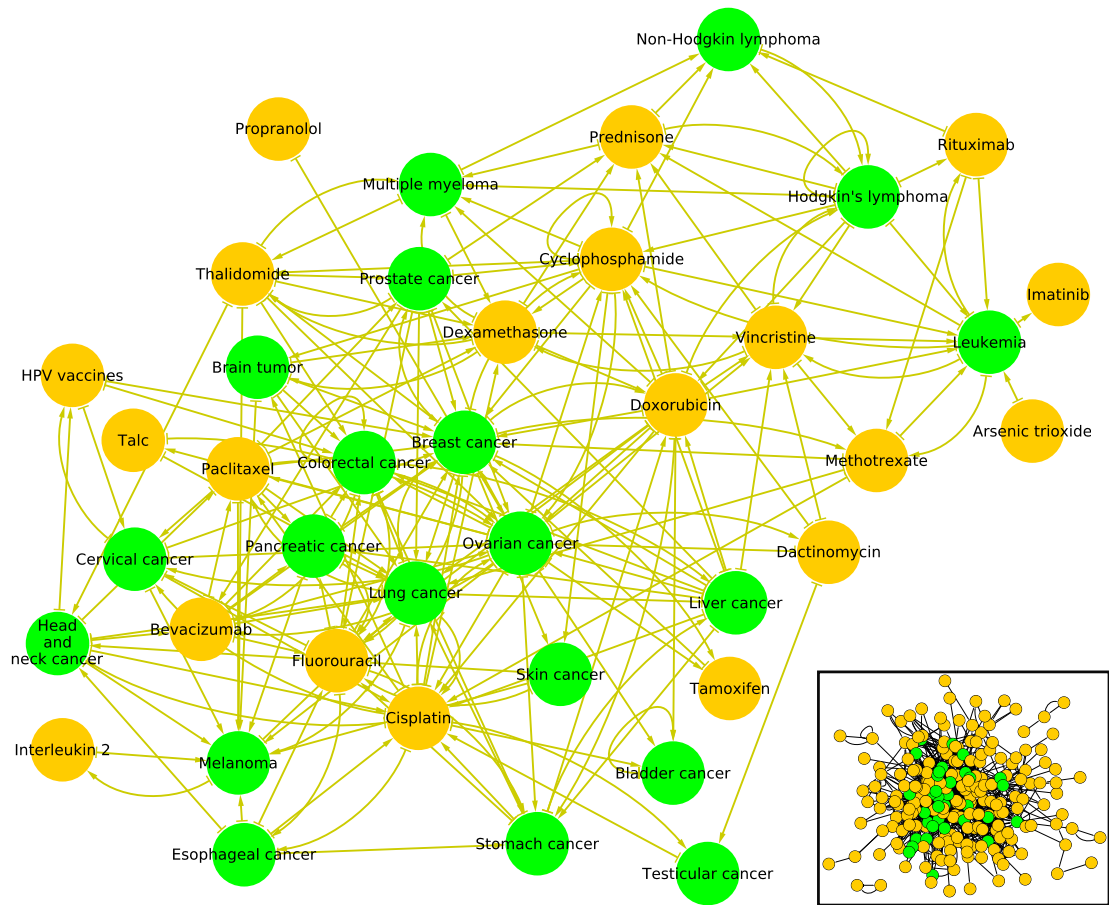 Non-Hodgkin lymphoma
Propranolol
Prednisone
Rituximab
Multiple myeloma
Hodgkin's lymphoma
Cyclophosphamide
Thalidomide
Prostate cancer
Imatinib
Dexamethasone
Vincristine
Leukemia
Brain tumor
HPV vaccines
Doxorubicin
Talc
Breast cancer
Arsenic trioxide
Paclitaxel
Colorectal cancer
Methotrexate
Pancreatic cancer
Ovarian cancer
Dactinomycin
Cervical cancer
Lung cancer
Liver cancer
Head
and
neck cancer
Bevacizumab
Fluorouracil
Skin cancer
Tamoxifen
Cisplatin
Interleukin 2
Melanoma
Bladder cancer
Stomach cancer
Esophageal cancer
Testicular cancer